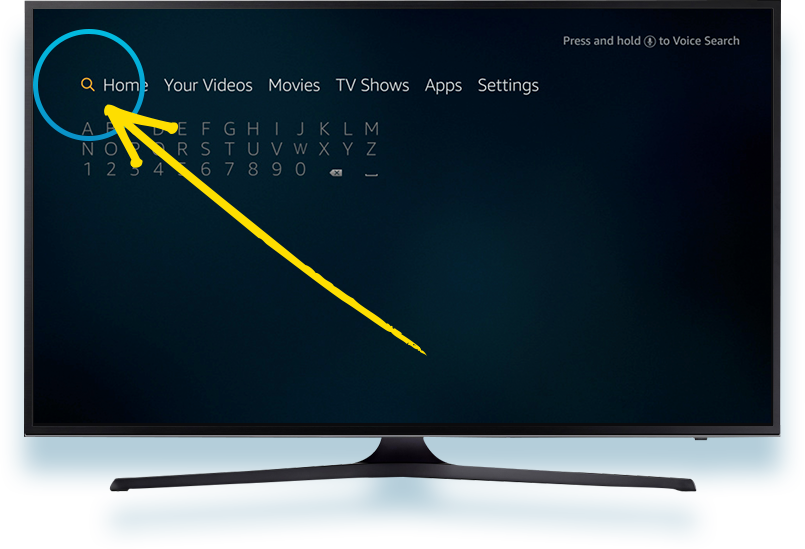 Press and hold to Voice Search
Home Your Videos Movies TV Shows Apps Settings
A B C D E F G H I J K L M
N O P Q R S T U V W X Y Z
1 2 3 4 5 6 7 8 9 0